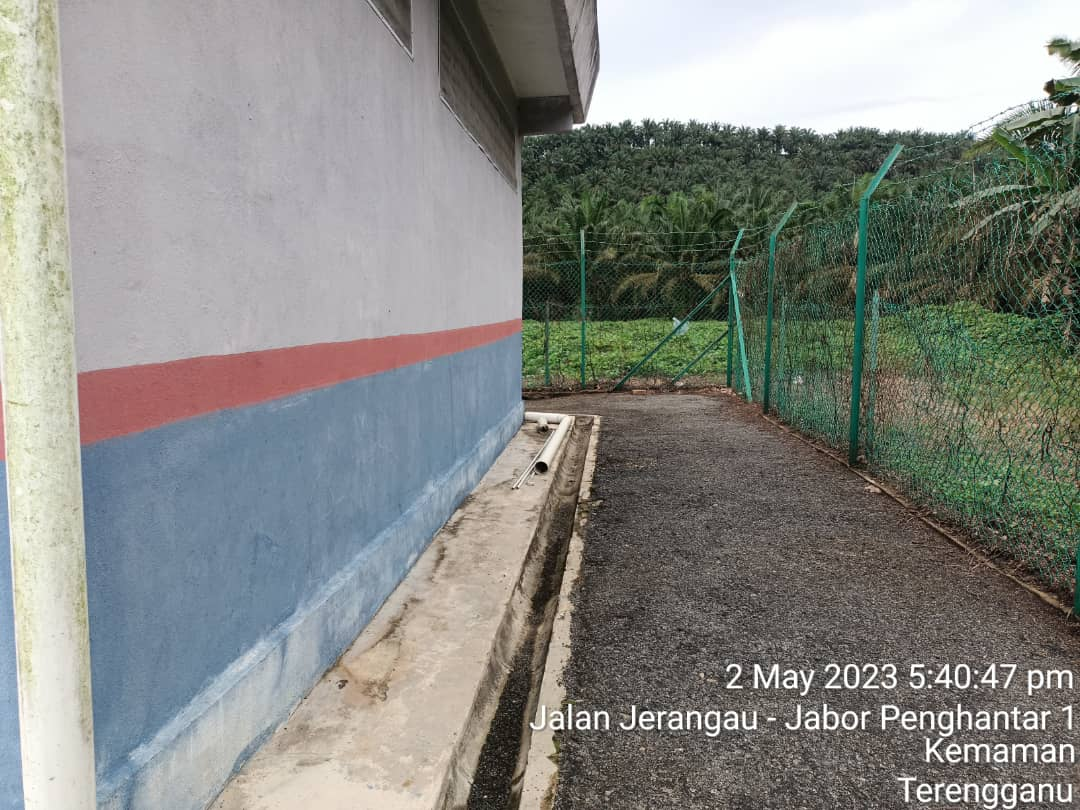 2 May 2023 5:40:47 pm
Jalan Jerangau - Jabor Penghantar 1
Kemaman
Terengganu